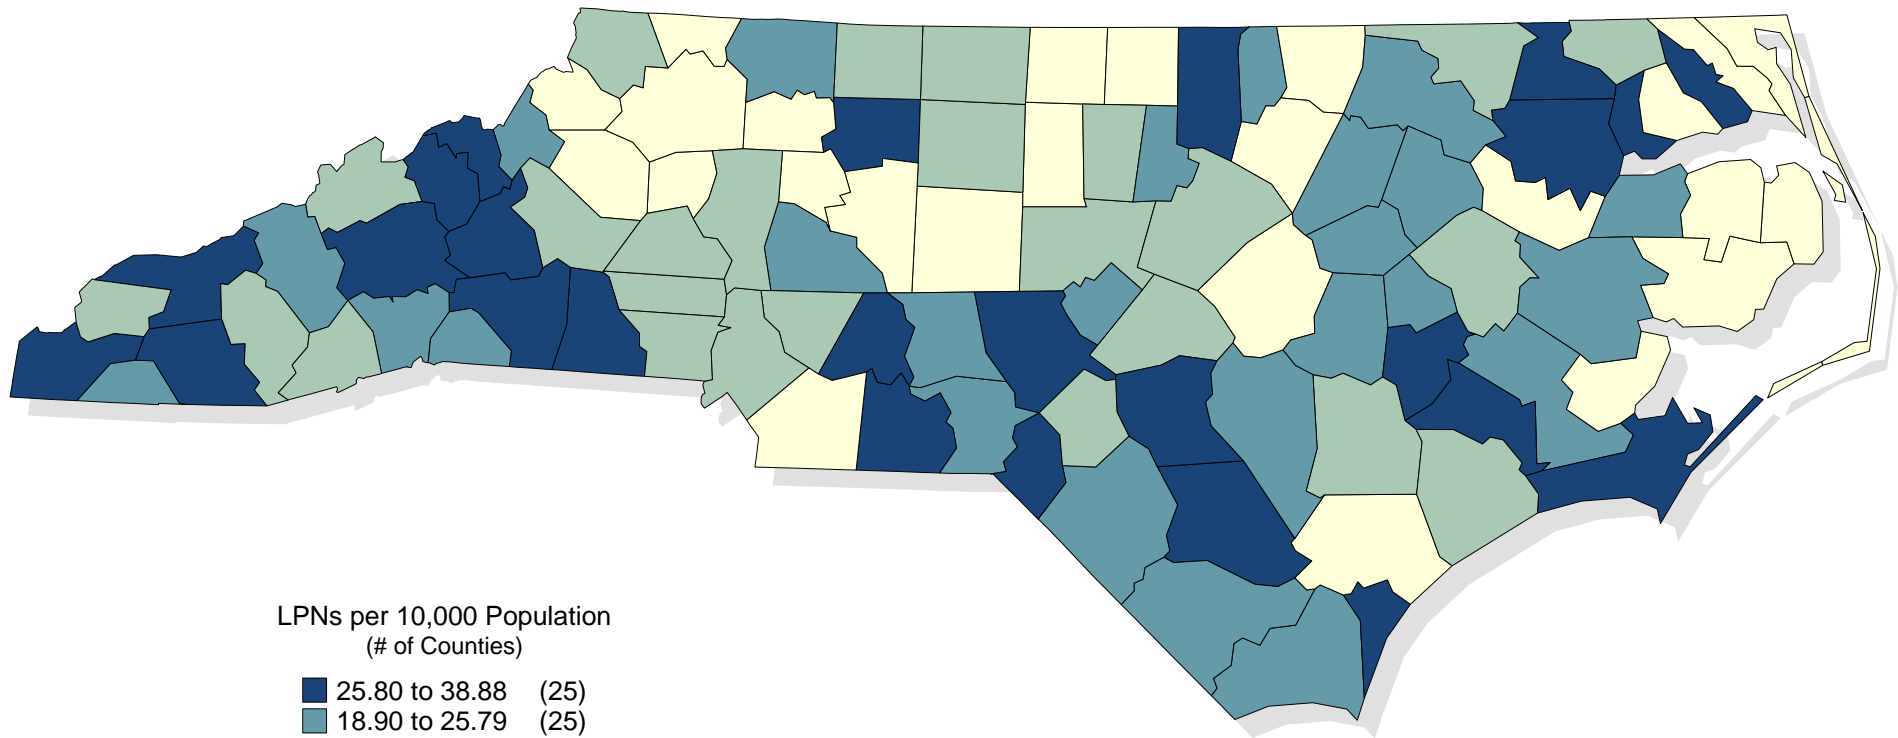 LPNs per 10,000 Population
(# of Counties)
25.80 to 38.88 (25)
18.90 to 25.79 (25)